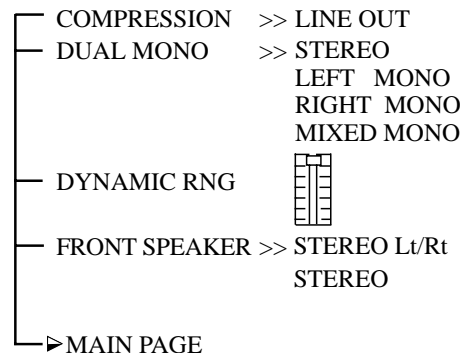 COMPRESSION >> LINE OUT
DUAL MONO >> STEREO
LEFT MONO
RIGHT MONO
MIXED MONO
DYNAMIC RNG
FRONT SPEAKER >> STEREO Lt/Rt
STEREO
MAIN PAGE